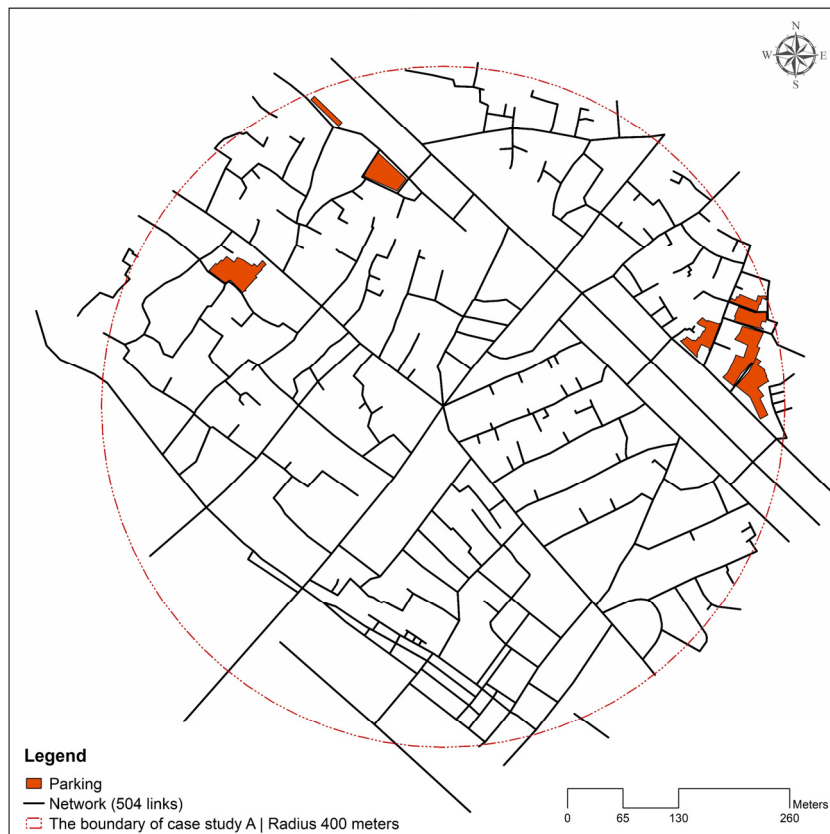 N
W E
S
Legend
Parking
Network (504 links)
The boundary of case study A | Radius 400 meters
Meters
0 65 130 260